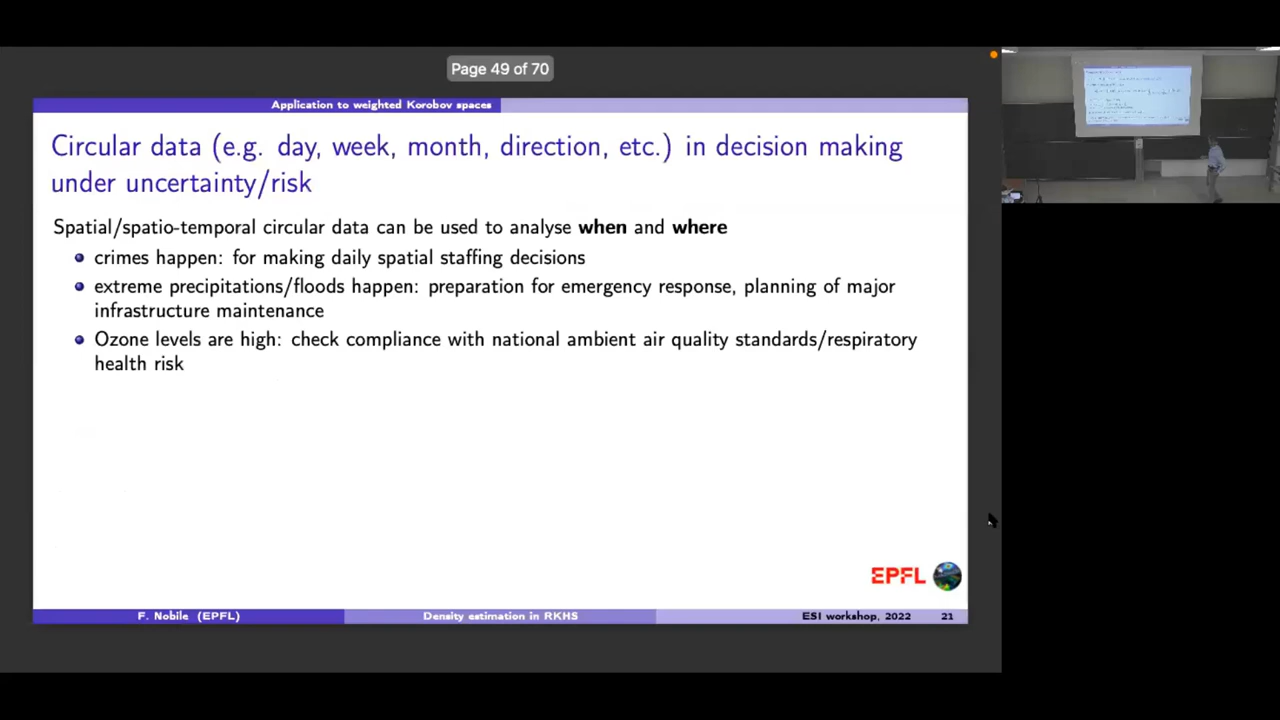 Page 49 of 70
Application to weighted Korobov spaces
Circular data (e.g. day, week, month, direction, etc.) in decision making
under uncertainty/risk
Spatial/spatio-temporal circular data can be used to analyse when and where
crimes happen: for making daily spatial staffing decisions
extreme precipitations/floods happen: preparation for emergency response, planning of major
infrastructure maintenance
Ozone levels are high: check compliance with national ambient air quality standards/respiratory
health risk
EPFL
F. Nobile (EPFL)
Density estimation in RKHS
ESI workshop, 2022
21